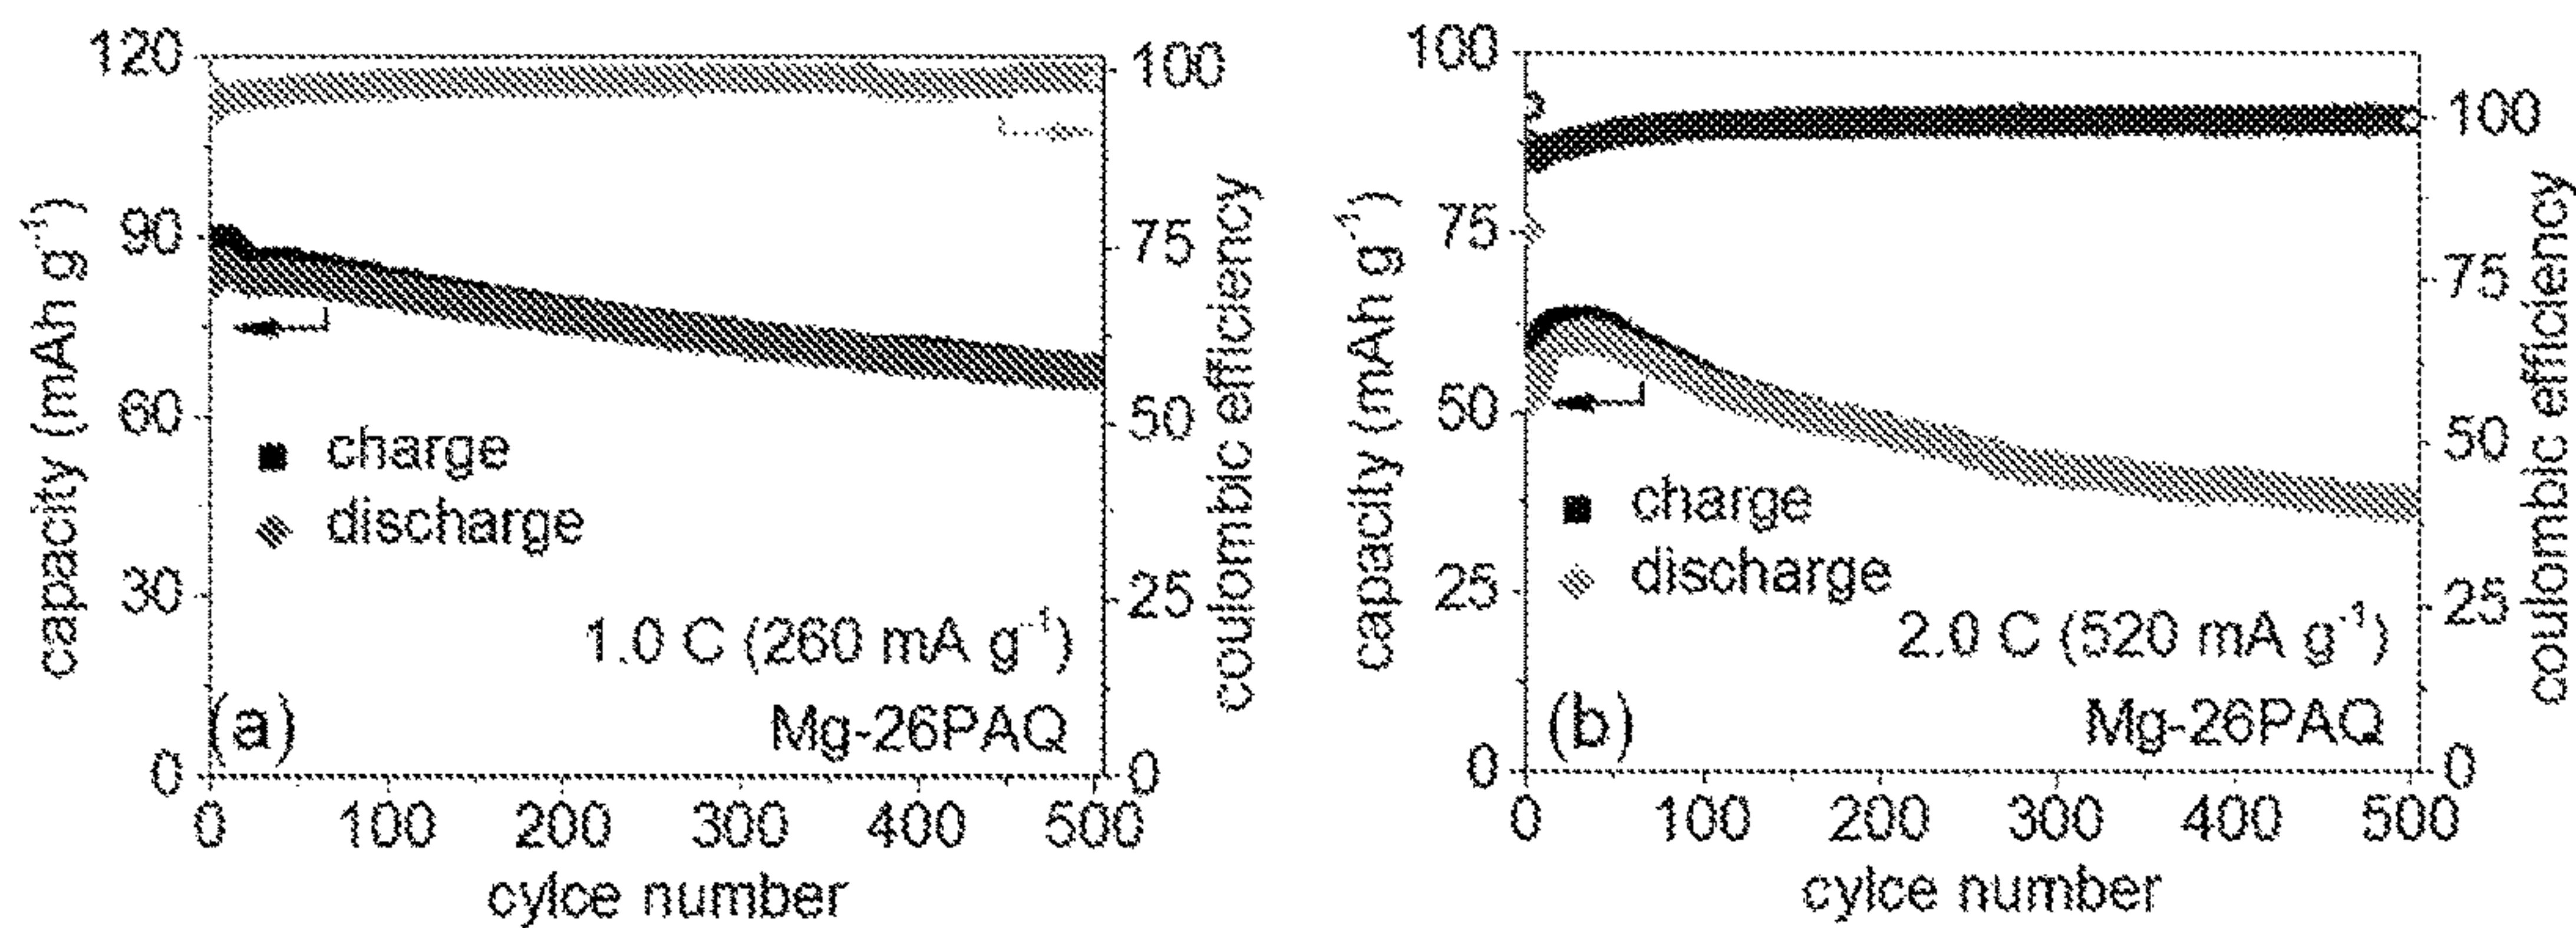 120
90
60
30
0
capacity (mAh g⁻¹)
100
75
50
25
0
coulombic efficiency
charge
discharge
1.0 C (260 mA g⁻¹)
Mg-26PAQ
(a)
0 100 200 300 400 500
cylce number
100
75
50
25
0
capacity (mAh g⁻¹)
100
75
50
25
0
coulombic efficiency
charge
discharge
2.0 C (520 mA g⁻¹)
Mg-26PAQ
(b)
0 100 200 300 400 500
cylce number